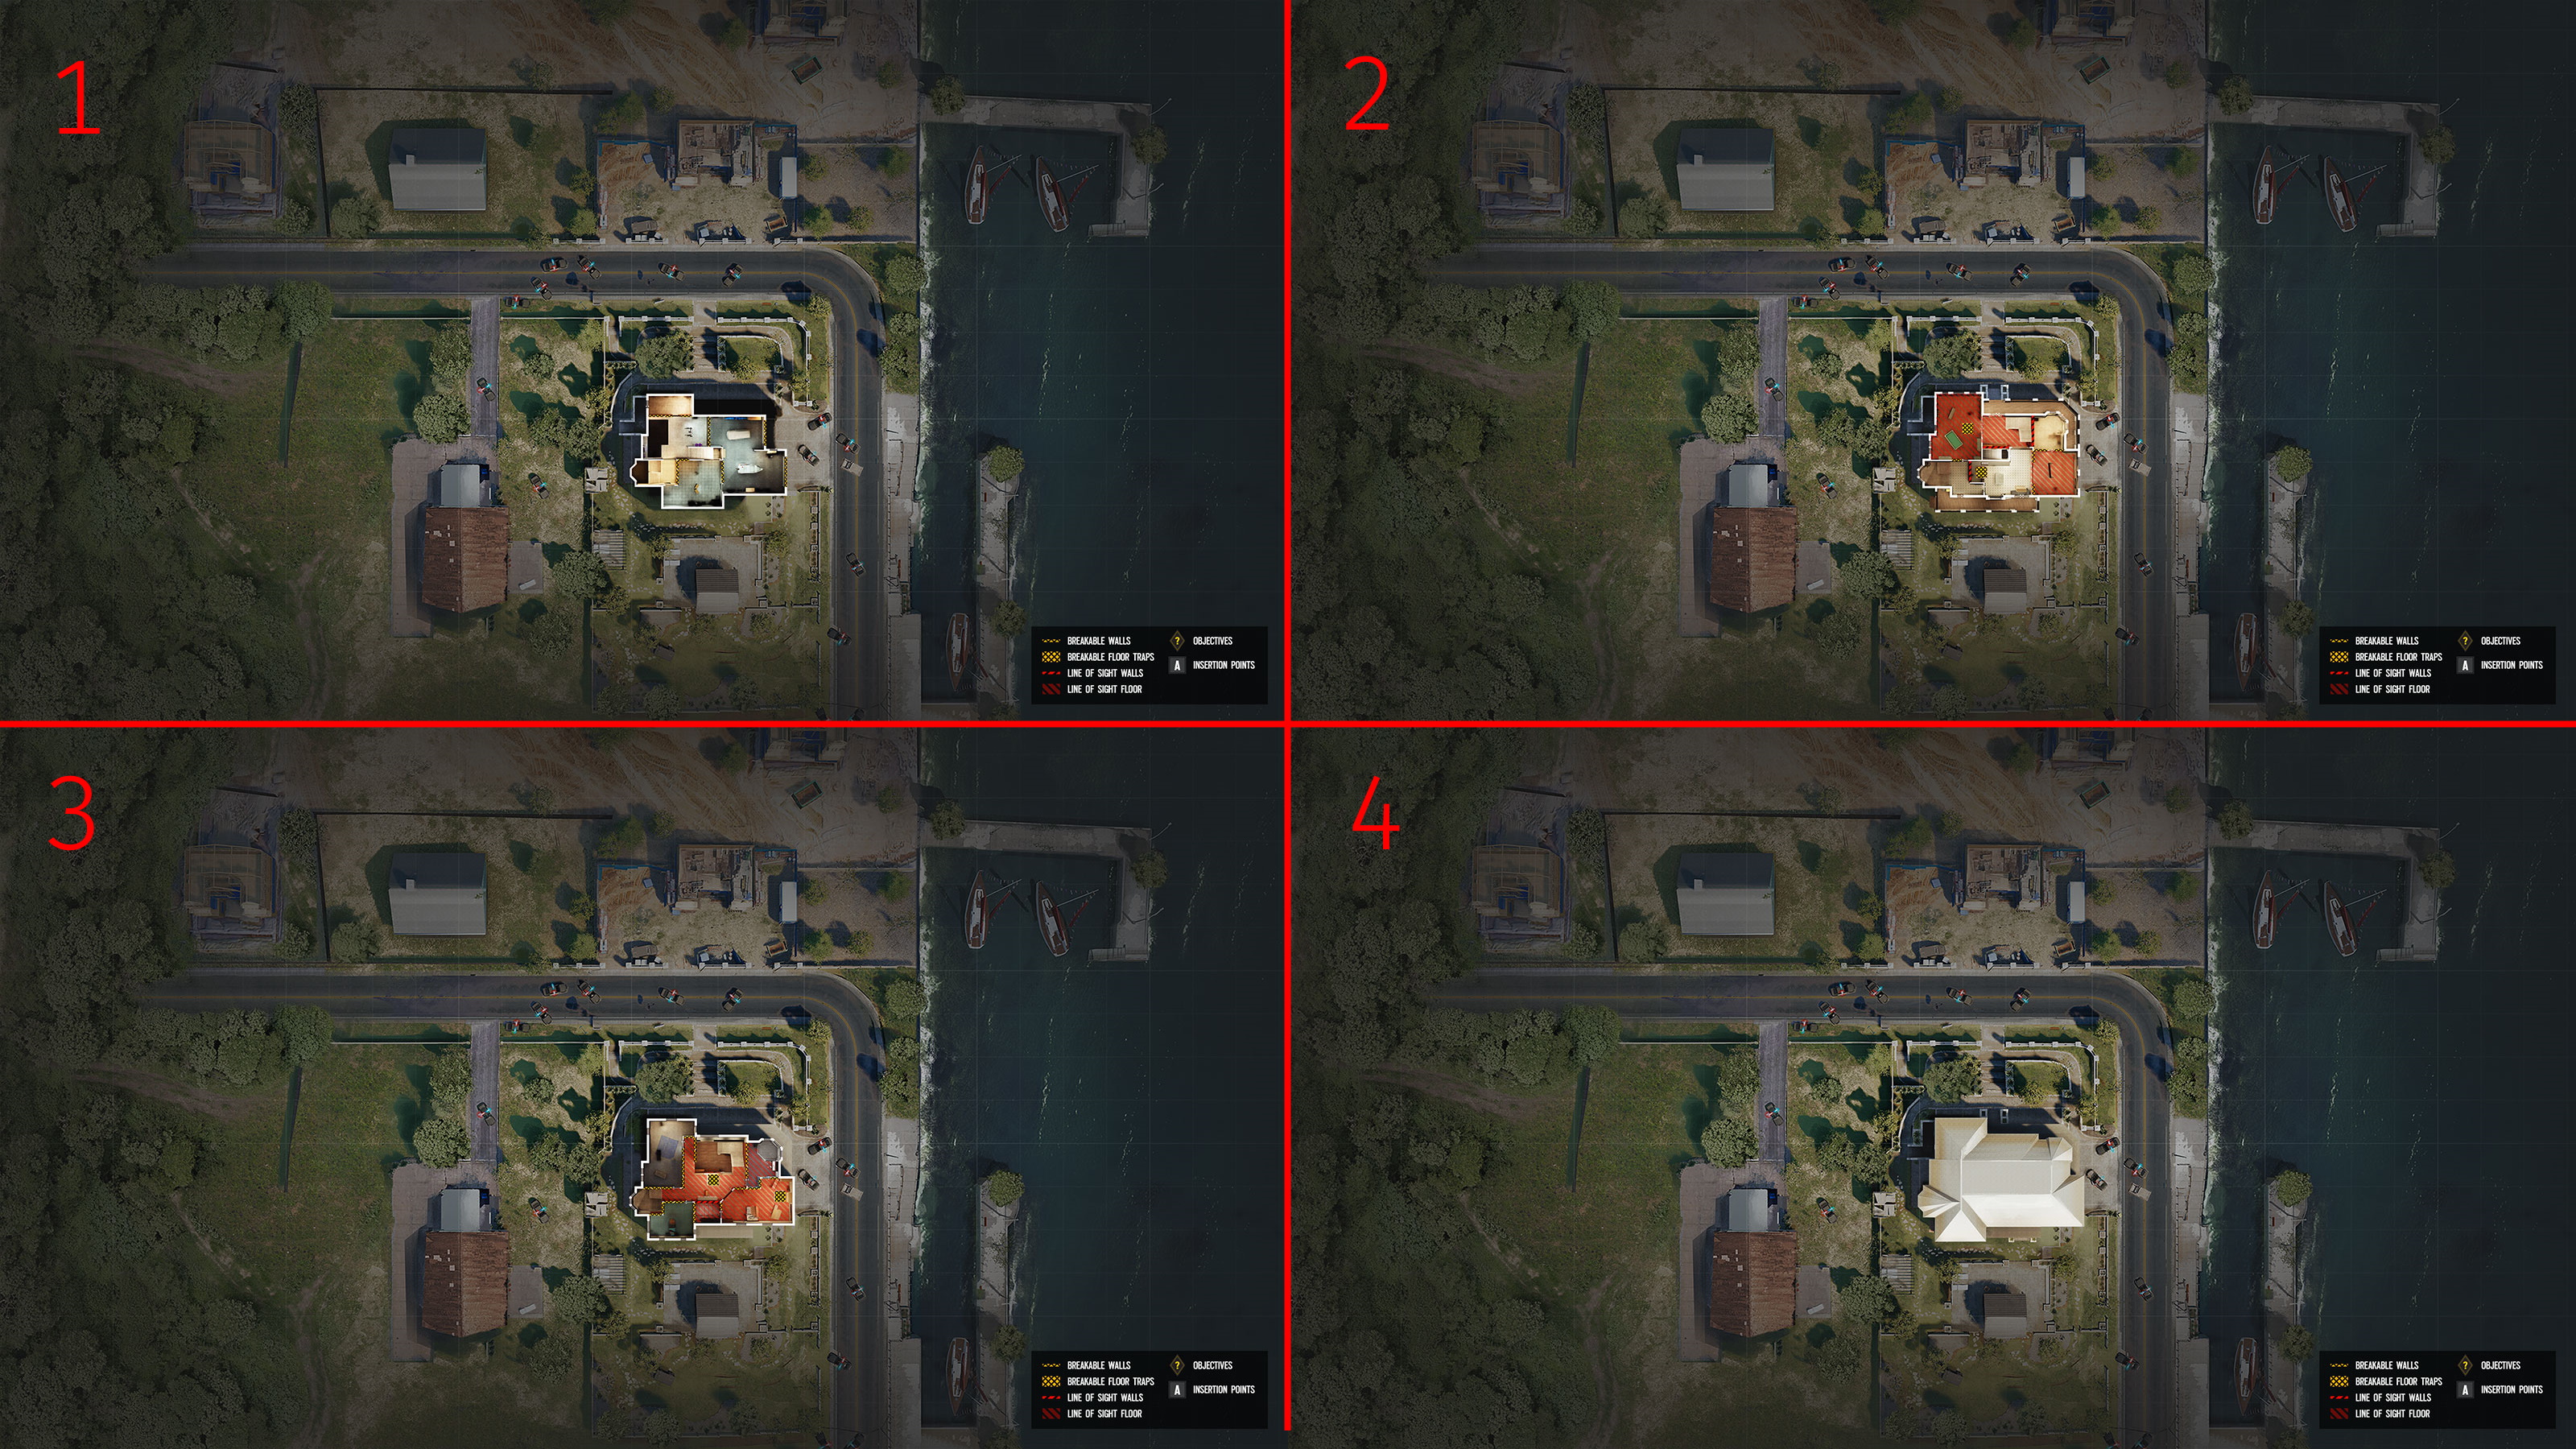 1
2
BREAKABLE WALLS
BREAKABLE FLOOR TRAPS
LINE OF SIGHT WALLS
LINE OF SIGHT FLOOR
? OBJECTIVES
A INSERTION POINTS
BREAKABLE WALLS
BREAKABLE FLOOR TRAPS
LINE OF SIGHT WALLS
LINE OF SIGHT FLOOR
? OBJECTIVES
A INSERTION POINTS
3
4
BREAKABLE WALLS
BREAKABLE FLOOR TRAPS
LINE OF SIGHT WALLS
LINE OF SIGHT FLOOR
? OBJECTIVES
A INSERTION POINTS
BREAKABLE WALLS
BREAKABLE FLOOR TRAPS
LINE OF SIGHT WALLS
LINE OF SIGHT FLOOR
? OBJECTIVES
A INSERTION POINTS